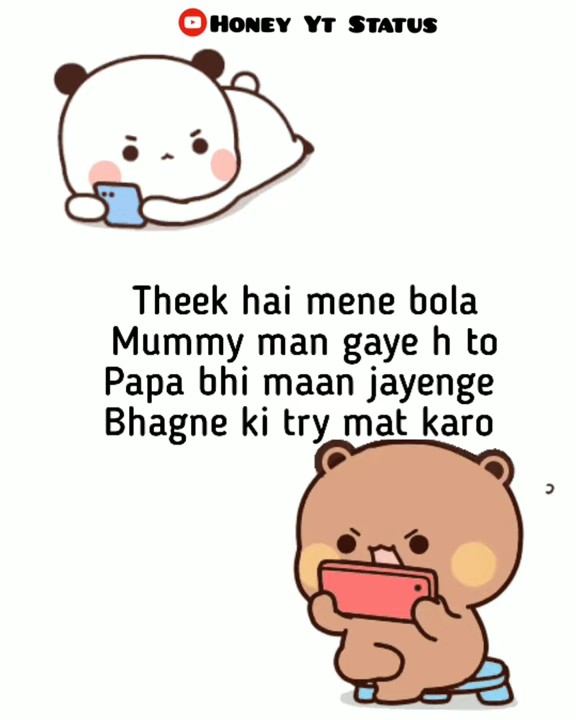 Honey Yt Status
Theek hai mene bola
Mummy man gaye h to
Papa bhi maan jayenge
Bhagne ki try mat karo